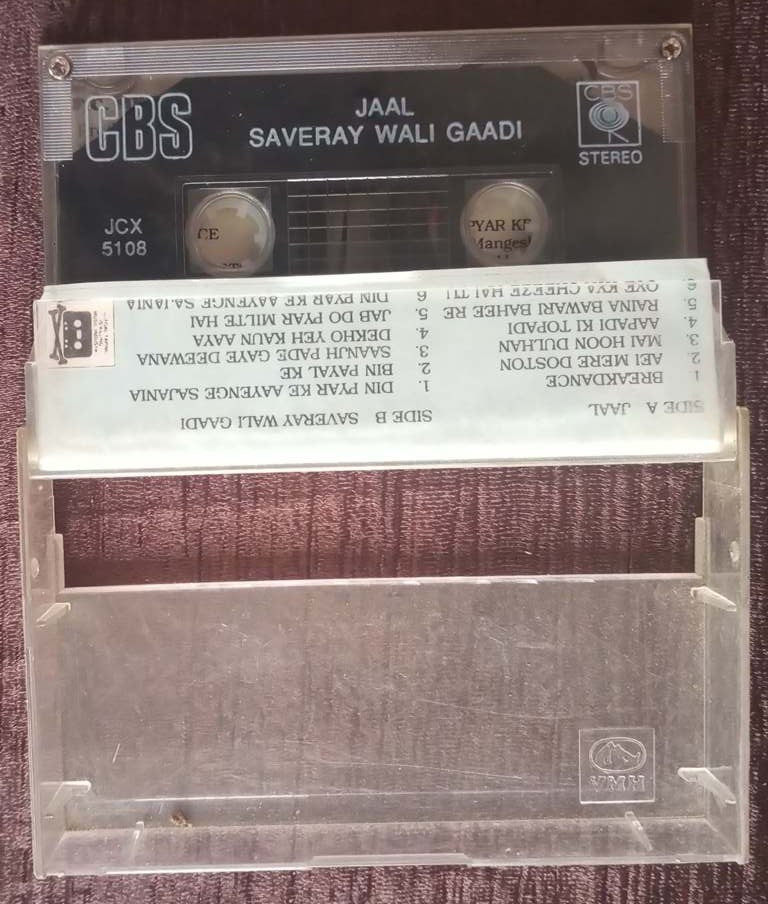 CBS
JAAL
SAVERAY WALI GAADI
CBS
STEREO
JCX
5108
CE
PYAR KE
Mangesh
SIDE A JAAL
1 BREAKDANCE
2. AEI MERE DOSTON
3. MAI HOON DULHAN
4. AAPADI KI TOPADI
5. RAINA BAWARI BAHEE RE
6. OYE KYA CHEEZE HAI TU
SIDE B SAVERAY WALI GAADI
1. DIN PYAR KE AAYENGE SAJANIA
2. BIN PAYAL KE
3. SAANJH PADE GAYE DEEWANA
4. DEKHO YEH KAUN AAYA
5. JAB DO PYAR MILTE HAI
6 DIN PYAR KE AAYENGE SAJANIA
VMH